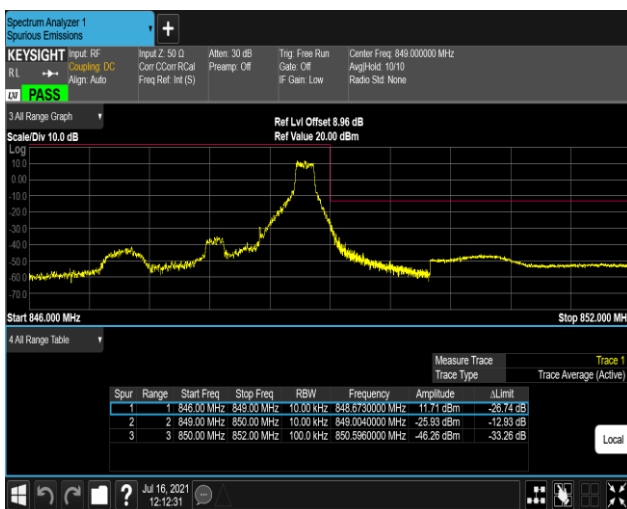 Spectrum Analyzer 1
Spurious Emissions
KEYSIGHT Input: RF Input Z: 50 Ω Atten: 30 dB Trig: Free Run Center Freq: 849.000000 MHz
R L Coupling: DC Corr CCorr RCal Preamp: Off Gate: Off Avg|Hold: 10/10
Align: Auto Freq Ref: Int (S) IF Gain: Low Radio Std: None
LXI PASS
3 All Range Graph
Ref Lvl Offset 8.96 dB
Scale/Div 10.0 dB Ref Value 20.00 dBm
Log
10.0
0.00
-10.0
-20.0
-30.0
-40.0
-50.0
-60.0
-70.0
Start 846.000 MHz Stop 852.000 MH
4 All Range Table
Measure Trace Trace 1
Trace Type Trace Average (Active)
Spur Range Start Freq Stop Freq RBW Frequency Amplitude ΔLimit
1 1 846.00 MHz 849.00 MHz 10.00 kHz 848.6730000 MHz 11.71 dBm -26.74 dB
2 2 849.00 MHz 850.00 MHz 10.00 kHz 849.0040000 MHz -25.93 dBm -12.93 dB
3 3 850.00 MHz 852.00 MHz 100.0 kHz 850.5960000 MHz -46.26 dBm -33.26 dB
Local
? Jul 16, 2021
12:12:31